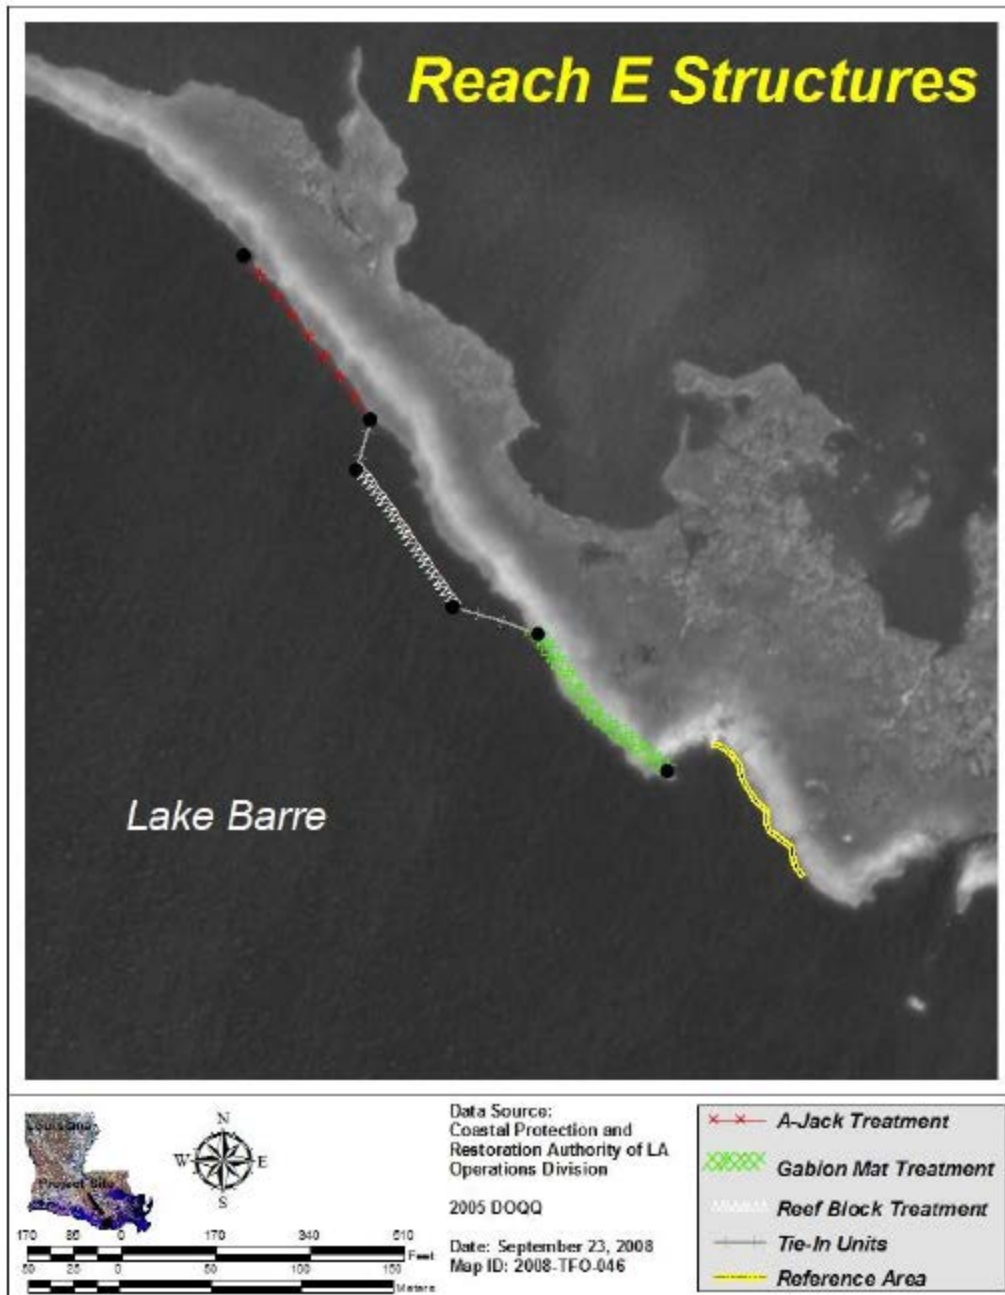 Reach E Structures
Lake Barre
Louisiana
Project Site
N
W E
S
170 85 0 170 340 510
Feet
50 25 0 50 100 150
Meters
Data Source:
Coastal Protection and
Restoration Authority of LA
Operations Division
2005 DOQQ
Date: September 23, 2008
Map ID: 2008-TFO-046
A-Jack Treatment
Gabion Mat Treatment
Reef Block Treatment
Tie-In Units
Reference Area